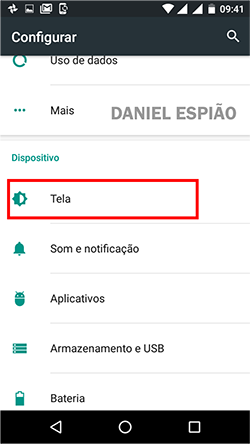 09:41
Configurar
Uso de dados
Mais
DANIEL ESPIÃO
Dispositivo
Tela
Som e notificação
Aplicativos
Armazenamento e USB
Bateria